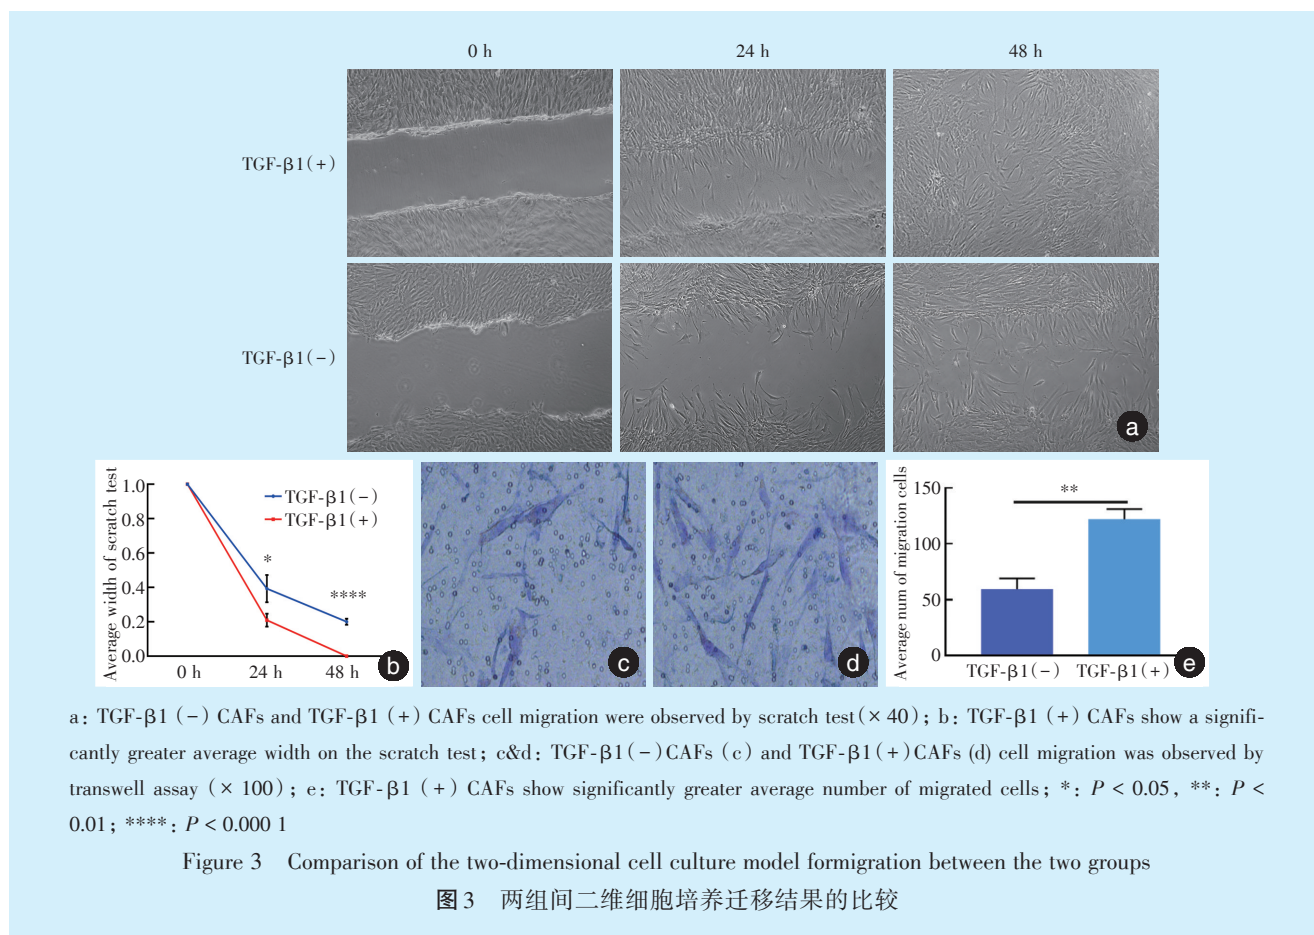 0 h 24 h 48 h
TGF-β1(+)
TGF-β1(−)
a
Average width of scratch test
1.0
0.8
0.6
0.4
0.2
0.0
0 h 24 h 48 h
TGF-β1(−)
TGF-β1(+)
*
****
b
c
d
Average num of migration cells
150
100
50
0
**
TGF-β1(−) TGF-β1(+)
e
a: TGF-β1 (−) CAFs and TGF-β1 (+) CAFs cell migration were observed by scratch test(× 40); b: TGF-β1 (+) CAFs show a signifi-
cantly greater average width on the scratch test; c&d: TGF-β1(−)CAFs (c) and TGF-β1(+)CAFs (d) cell migration was observed by
transwell assay (× 100); e: TGF-β1 (+) CAFs show significantly greater average number of migrated cells; *: P < 0.05, **: P <
0.01; ****: P < 0.000 1
Figure 3 Comparison of the two-dimensional cell culture model formigration between the two groups
图 3 两组间二维细胞培养迁移结果的比较